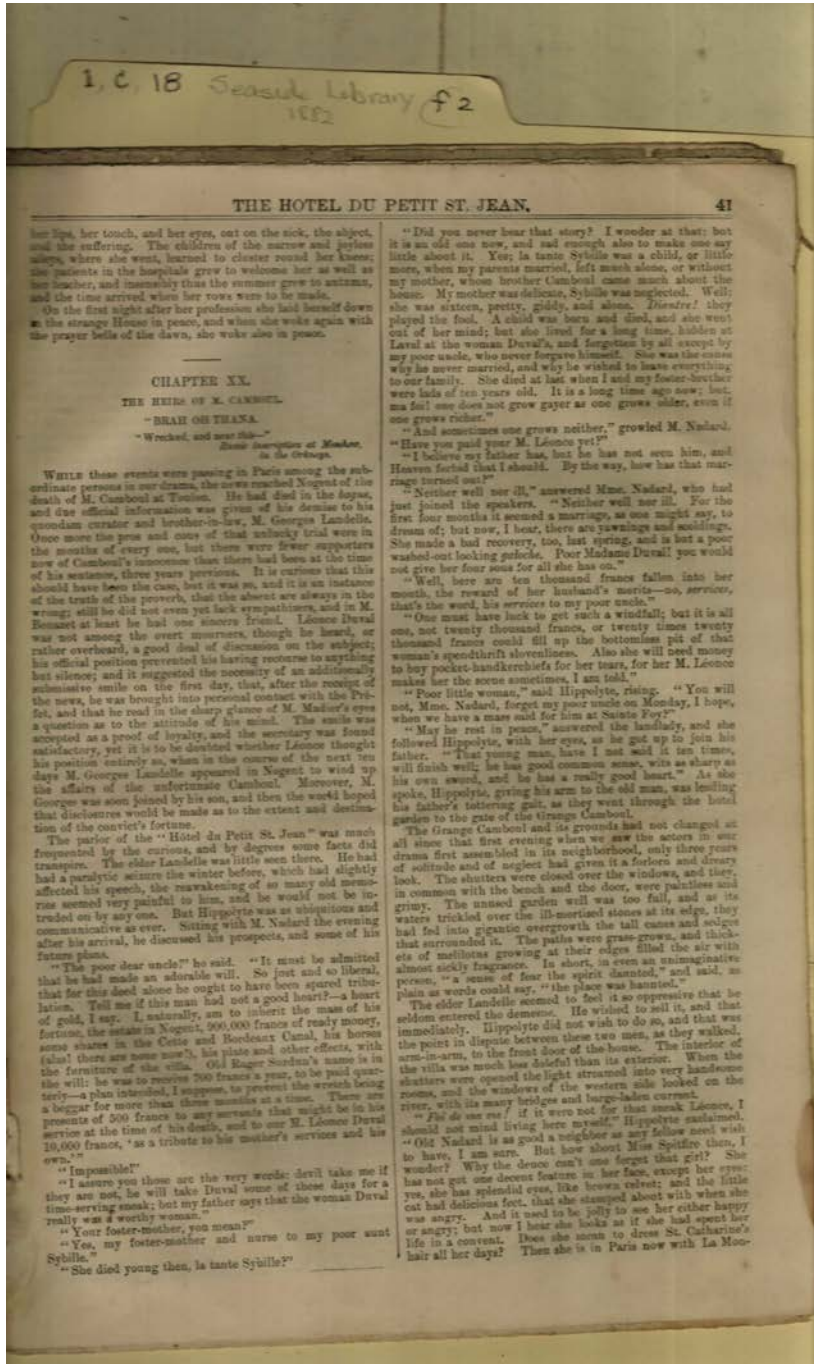 1, C, 18 Seaside Library f 2
1882
THE HOTEL DU PETIT ST. JEAN. 41
her lips, her touch, and her eyes, out on the sick, the abject,
and the suffering. The children of the narrow and joyless
alleys, where she went, learned to cluster round her knees;
the patients in the hospitals grew to welcome her as well as
her teacher, and insensibly thus the summer grew to autumn,
and the time arrived when her vows were to be made.
On the first night after her profession she laid herself down
in the strange House in peace, and when she woke again with
the prayer bells of the dawn, she woke also in peace.
CHAPTER XX.
THE HEIRS OF M. CAMBOUL.
"BRAH OH THANA.
"Wrecked, and near this—"
Runic inscription at
in the Orkneys.
WHILE these events were passing in Paris among the sub-
ordinate persons in our drama, the news reached Nogent of the
death of M. Camboul at Toulon. He had died in the bagne,
and due official information was given of his demise to his
quondam curator and brother-in-law, M. Georges Landelle.
Once more the pros and cons of that unlucky trial were in
the months of every one, but there were fewer supporters
now of Camboul's innocence than there had been at the time
of his sentence, three years previous. It is curious that this
should have been the case, but it was so, and it is an instance
of the truth of the proverb, that the absent are always in the
wrong; still he did not even yet lack sympathizers, and in M.
at least he had one sincere friend. Léonce Duval
was not among the overt mourners, though he heard, or
rather overheard, a good deal of discussion on the subject;
his official position prevented his having recourse to anything
but silence; and it suggested the necessity of an additionally
submissive smile on the first day, that, after the receipt of
the news, he was brought into personal contact with the Pré-
fet, and that he read in the sharp glance of M. Madier's eyes
a question as to the attitude of his mind. The smile was
accepted as a proof of loyalty, and the secretary was found
satisfactory, yet it is to be doubted whether Léonce thought
his position entirely so, when in the course of the next ten
days M. Georges Landelle appeared in Nogent to wind up
the affairs of the unfortunate Camboul. Moreover, M.
Georges was soon joined by his son, and then the world hoped
that disclosures would be made as to the extent and destina-
tion of the convict's fortune.
The parlor of the "Hôtel du Petit St. Jean" was much
frequented by the curious, and by degrees some facts did
transpire. The elder Landelle was little seen there. He had
had a paralytic seizure the winter before, which had slightly
affected his speech, the reawakening of so many old memo-
ries seemed very painful to him, and he would not be in-
truded on by any one. But Hippolyte was as ubiquitous and
communicative as ever. Sitting with M. Nadard the evening
after his arrival, he discussed his prospects, and some of his
future plans.
"The poor dear uncle!" he said. "It must be admitted
that he had made an adorable will. So just and so liberal,
that for this deed alone he ought to have been spared tribu-
lation. Tell me if this man had not a good heart?—a heart
of gold, I say. I, naturally, am to inherit the mass of his
fortune, the estate in Nogent, 900,000 francs of ready money,
some shares in the Cette and Bordeaux Canal, his horses
(alas! there are none now!), his plate and other effects, with
the furniture of the villa. Old Roger Surdon's name is in
the will: he was to receive 700 francs a year, to be paid quar-
terly—a plan intended, I suppose, to prevent the wretch being
a beggar for more than three months at a time. There are
presents of 500 francs to any servants that might be in his
service at the time of his death, and to our M. Léonce Duval
10,000 francs, 'as a tribute to his mother's services and his
own.'"
"Impossible!"
"I assure you those are the very words: devil take me if
they are not, he will take Duval some of these days for a
time-serving sneak; but my father says that the woman Duval
really was a worthy woman."
"Your foster-mother, you mean?"
"Yes, my foster-mother and nurse to my poor aunt
Sybille."
"She died young then, la tante Sybille?"
"Did you never hear that story? I wonder at that; but
it is an old one now, and sad enough also to make one say
little about it. Yes; la tante Sybille was a child, or little
more, when my parents married, left much alone, or without
my mother, whose brother Camboul came much about the
house. My mother was delicate, Sybille was neglected. Well;
she was sixteen, pretty, giddy, and alone. Diantre! they
played the fool. A child was born and died, and she went
out of her mind; but she lived for a long time, hidden at
Laval at the woman Duval's, and forgotten by all except by
my poor uncle, who never forgave himself. She was the cause
why he never married, and why he wished to leave everything
to our family. She died at last when I and my foster-brother
were lads of ten years old. It is a long time ago now; but,
ma foi! one does not grow gayer as one grows older, even if
one grows richer."
"And sometimes one grows neither," growled M. Nadard.
"Have you paid your M. Léonce yet?"
"I believe my father has, but he has not seen him, and
Heaven forbid that I should. By the way, how has that mar-
riage turned out?"
"Neither well nor ill," answered Mme. Nadard, who had
just joined the speakers. "Neither well nor ill. For the
first four months it seemed a marriage, as one might say, to
dream of; but now, I hear, there are yawnings and scoldings.
She made a bad recovery, too, last spring, and is but a poor
washed-out looking peloche. Poor Madame Duval! you would
not give her four sous for all she has on."
"Well, here are ten thousand francs fallen into her
mouth, the reward of her husband's merits—no, services,
that's the word, his services to my poor uncle."
"One must have luck to get such a windfall; but it is all
one, not twenty thousand francs, or twenty times twenty
thousand francs could fill up the bottomless pit of that
woman's spendthrift slovenliness. Also she will need money
to buy pocket-handkerchiefs for her tears, for her M. Léonce
makes her the scene sometimes, I am told."
"Poor little woman," said Hippolyte, rising. "You will
not, Mme. Nadard, forget my poor uncle on Monday, I hope,
when we have a mass said for him at Sainte Foy?"
"May he rest in peace," answered the landlady, and she
followed Hippolyte, with her eyes, as he got up to join his
father. "That young man, have I not said it ten times,
will finish well; he has good common sense, wits as sharp as
his own sword, and he has a really good heart." As she
spoke, Hippolyte, giving his arm to the old man, was leading
his father's tottering gait, as they went through the hotel
garden to the gate of the Grange Camboul.
The Grange Camboul and its grounds had not changed at
all since that first evening when we saw the actors in our
drama first assembled in its neighborhood, only three years
of solitude and of neglect had given it a forlorn and dreary
look. The shutters were closed over the windows, and they,
in common with the bench and the door, were paintless and
grimy. The unused garden well was too full, and as its
waters trickled over the ill-mortised stones at its edge, they
had fed into gigantic overgrowth the tall canes and sedges
that surrounded it. The paths were grass-grown, and thick-
ets of melilotus growing at their edges filled the air with
almost sickly fragrance. In short, in even an unimaginative
person, "a sense of fear the spirit daunted," and said, as
plain as words could say, "the place was haunted."
The elder Landelle seemed to feel it so oppressive that he
seldom entered the demesne. He wished to sell it, and that
immediately. Hippolyte did not wish to do so, and that was
the point in dispute between these two men, as they walked,
arm-in-arm, to the front door of the house. The interior of
the villa was much less doleful than its exterior. When the
shutters were opened the light streamed into very handsome
rooms, and the windows of the western side looked on the
river, with its many bridges and barge-laden current.
"Foi de mon me! if it were not for that sneak Léonce, I
should not mind living here myself," Hippolyte exclaimed.
"Old Nadard is as good a neighbor as any fellow need wish
to have, I am sure. But how about Miss Spitfire then, I
wonder? Why the deuce can't one forget that girl? She
has not got one decent feature in her face, except her eyes:
yes, she has splendid eyes, like brown velvet; and the little
cat had delicious feet, that she stamped about with when she
was angry. And it used to be jolly to see her either happy
or angry; but now I hear she looks as if she had spent her
life in a convent. Does she mean to dress St. Catharine's
hair all her days? Then she is in Paris now with La Mon-